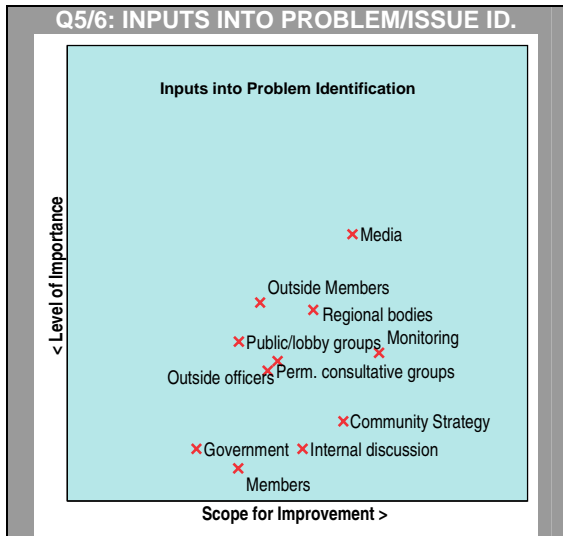 Q5/6: INPUTS INTO PROBLEM/ISSUE ID.
Inputs into Problem Identification
< Level of Importance
Media
Outside Members
Regional bodies
Public/lobby groups
Monitoring
Outside officers
Perm. consultative groups
Community Strategy
Government
Internal discussion
Members
Scope for Improvement >